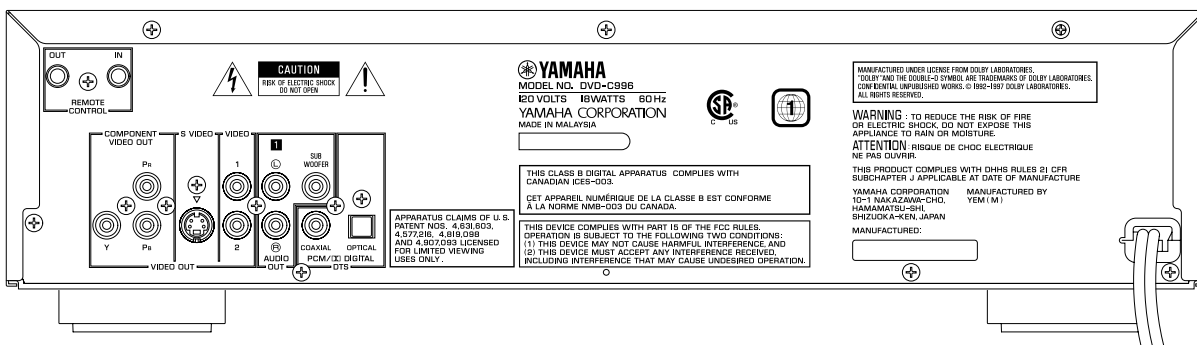 OUT IN
REMOTE
CONTROL
CAUTION
RISK OF ELECTRIC SHOCK
DO NOT OPEN
COMPONENT
VIDEO OUT
S VIDEO
VIDEO
PR
Y
PB
1
2
VIDEO OUT
1
L
R
AUDIO
OUT
SUB
WOOFER
COAXIAL
OPTICAL
PCM/DD DIGITAL
DTS
APPARATUS CLAIMS OF U.S.
PATENT NOS. 4,631,603,
4,577,216, 4,819,098
AND 4,907,093 LICENSED
FOR LIMITED VIEWING
USES ONLY.
YAMAHA
MODEL NO. DVD-C996
120 VOLTS 18WATTS 60Hz
YAMAHA CORPORATION
MADE IN MALAYSIA
SA
®
C US
1
THIS CLASS B DIGITAL APPARATUS COMPLIES WITH
CANADIAN ICES-003.
CET APPAREIL NUMÉRIQUE DE LA CLASSE B EST CONFORME
À LA NORME NMB-003 DU CANADA.
THIS DEVICE COMPLIES WITH PART 15 OF THE FCC RULES.
OPERATION IS SUBJECT TO THE FOLLOWING TWO CONDITIONS:
(1) THIS DEVICE MAY NOT CAUSE HARMFUL INTERFERENCE, AND
(2) THIS DEVICE MUST ACCEPT ANY INTERFERENCE RECEIVED,
INCLUDING INTERFERENCE THAT MAY CAUSE UNDESIRED OPERATION.
MANUFACTURED UNDER LICENSE FROM DOLBY LABORATORIES.
"DOLBY"AND THE DOUBLE-D SYMBOL ARE TRADEMARKS OF DOLBY LABORATORIES.
CONFIDENTIAL UNPUBLISHED WORKS. © 1992-1997 DOLBY LABORATORIES.
ALL RIGHTS RESERVED.
WARNING : TO REDUCE THE RISK OF FIRE
OR ELECTRIC SHOCK, DO NOT EXPOSE THIS
APPLIANCE TO RAIN OR MOISTURE.
ATTENTION: RISQUE DE CHOC ELECTRIQUE
NE PAS OUVRIR.
THIS PRODUCT COMPLIES WITH DHHS RULES 21 CFR
SUBCHAPTER J APPLICABLE AT DATE OF MANUFACTURE
YAMAHA CORPORATION
10-1 NAKAZAWA-CHO,
HAMAMATSU-SHI,
SHIZUOKA-KEN, JAPAN
MANUFACTURED BY
YEM ( M )
MANUFACTURED: